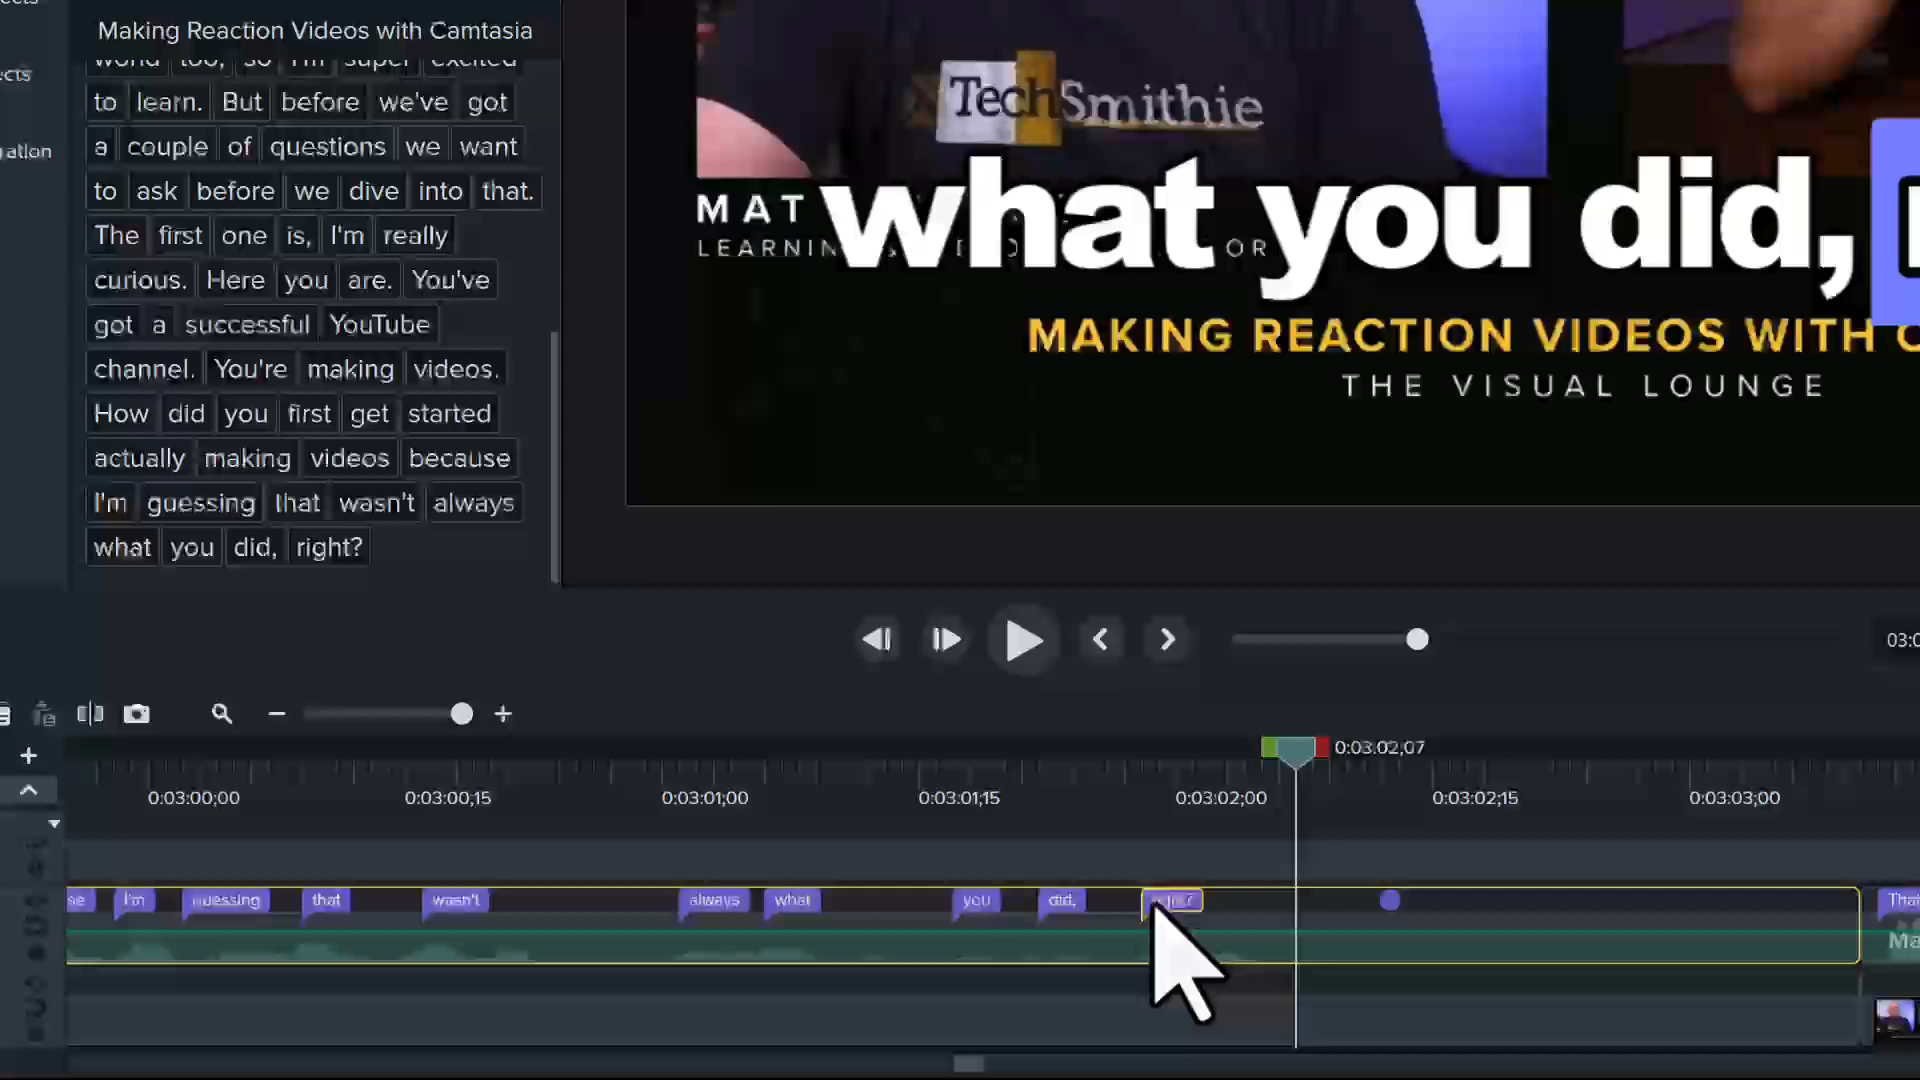 Making Reaction Videos with Camtasia
world too, so I'm super excited
to learn. But before we've got
a couple of questions we want
to ask before we dive into that.
The first one is, I'm really
curious. Here you are. You've
got a successful YouTube
channel. You're making videos.
How did you first get started
actually making videos because
I'm guessing that wasn't always
what you did, right?
TechSmithie
MAT
what you did,
MAKING REACTION VIDEOS WITH
THE VISUAL LOUNGE
03:0
0:03:02;07
0:03:00;00
0:03:00;15
0:03:01;00
0:03:01;15
0:03:02;00
0:03:02;15
0:03:03;00
se I'm guessing that wasn't always what you did, right? That
Ma